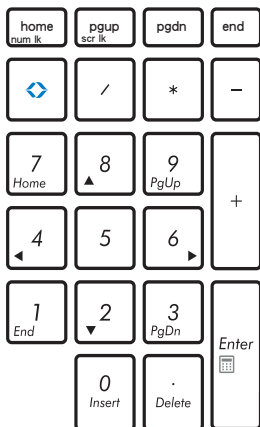 home pgup pgdn end
num lk scr lk
/ * -
7 8 9
Home ▲ PgUp
+
◀ 4 5 6 ▶
1 2 3
End ▼ PgDn
Enter
0 .
Insert Delete